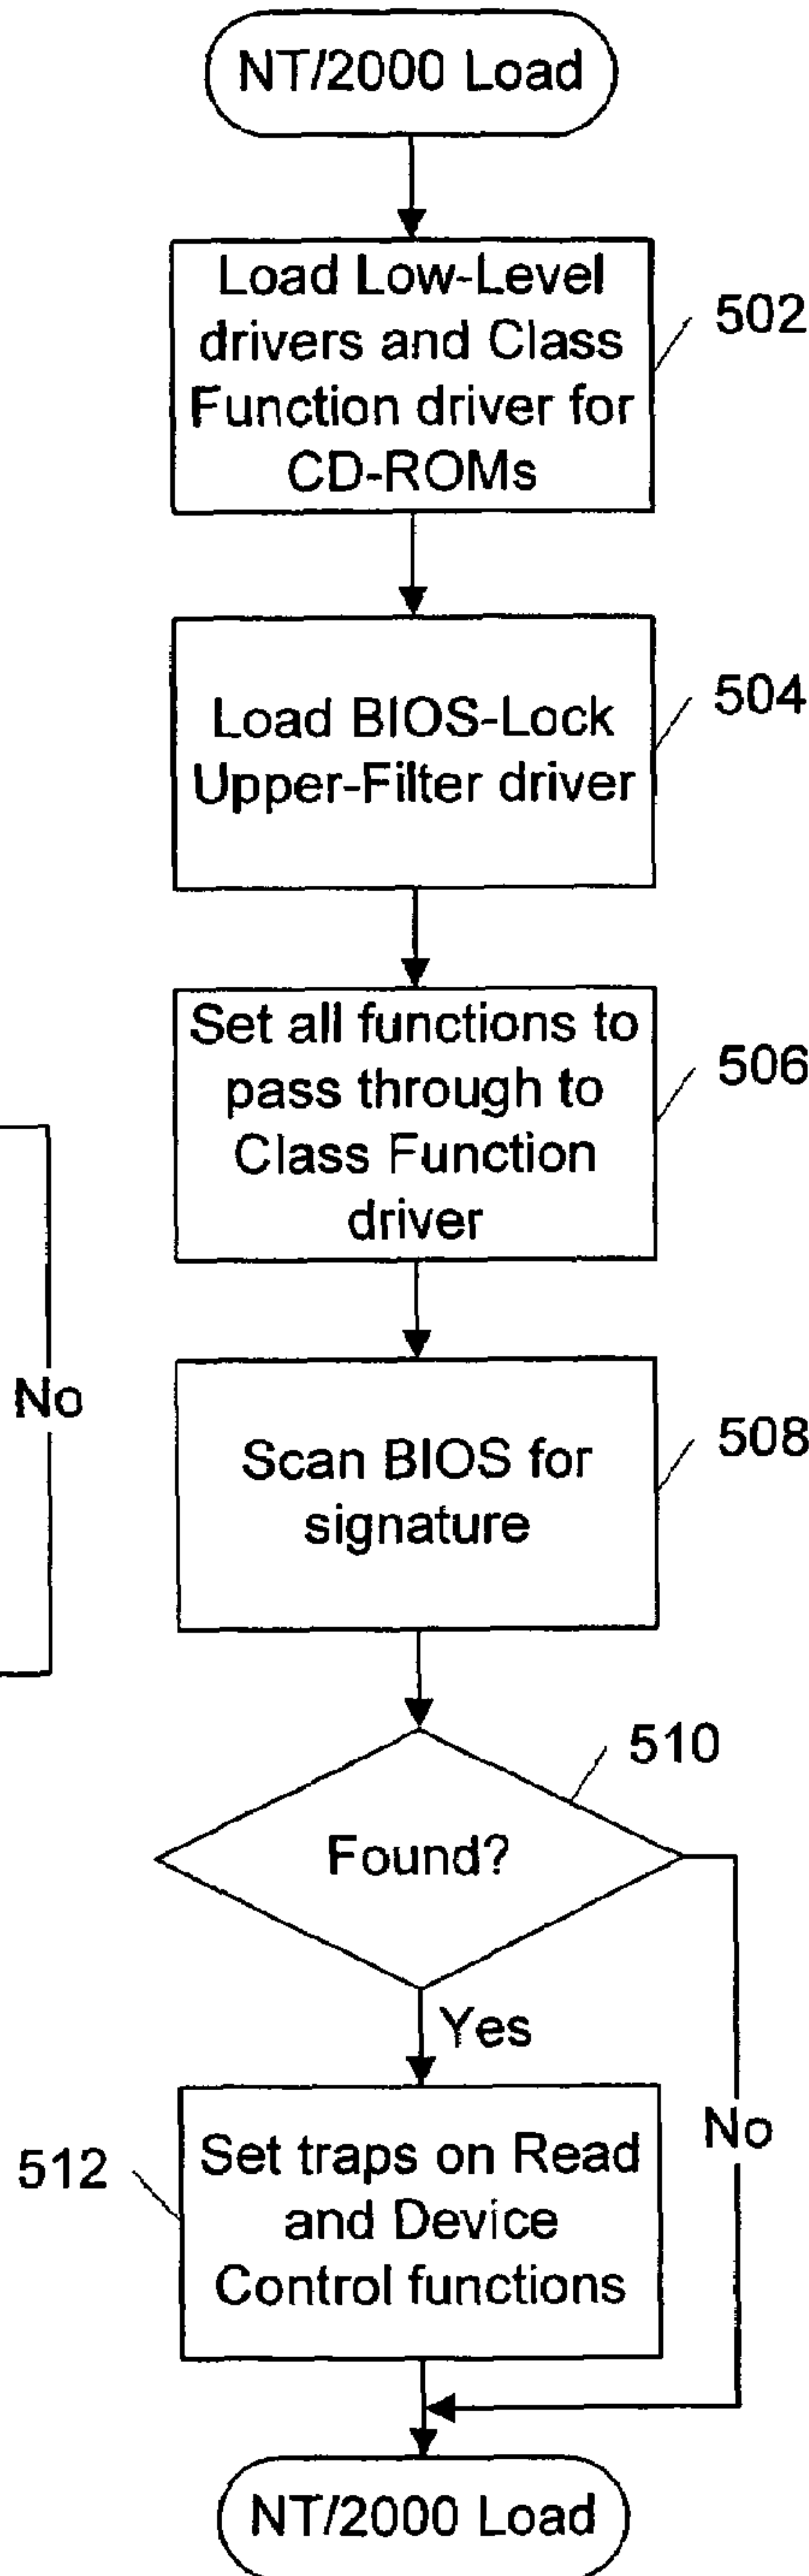 NT/2000 Load
Load Low-Level
drivers and Class
Function driver for
CD-ROMs
502
Load BIOS-Lock
Upper-Filter driver
504
Set all functions to
pass through to
Class Function
driver
506
No
Scan BIOS for
signature
508
510
Found?
Yes
No
512
Set traps on Read
and Device
Control functions
NT/2000 Load